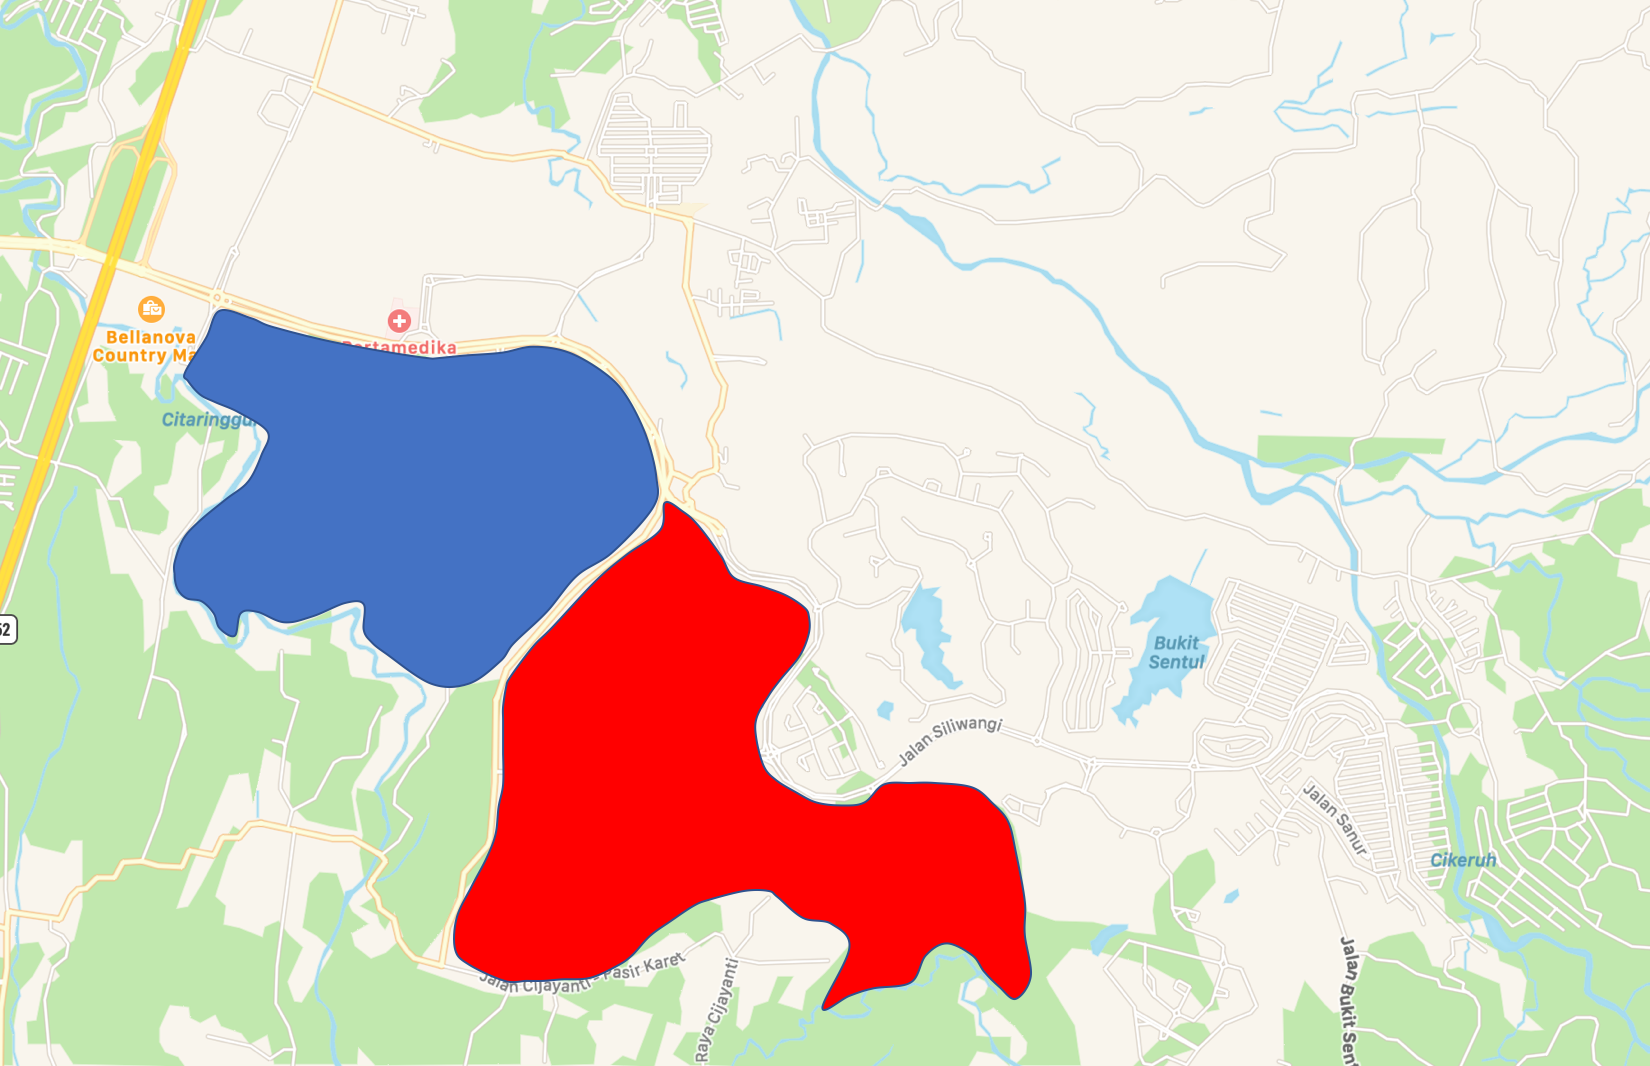 Bellanova
Country Ma
Pertamedika
Citaringgu
52
Bukit
Sentul
Jalan Siliwangi
Jalan Sanur
Cikeruh
Jalan Cijayanti - Pasir Karet
Raya Cijayanti
Jalan Bukit Sent